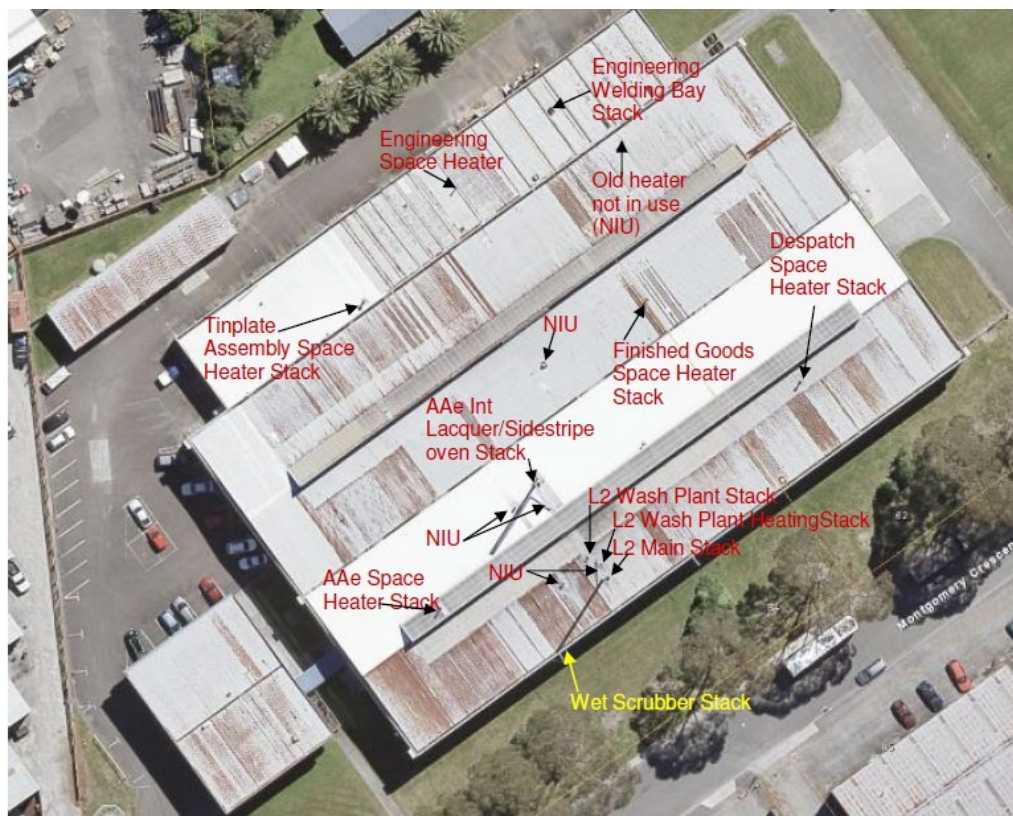 Engineering
Welding Bay
Stack
Engineering
Space Heater
Old heater
not in use
(NIU)
Despatch
Space
Heater Stack
Tinplate
Assembly Space
Heater Stack
NIU
Finished Goods
Space Heater
Stack
AAe Int
Lacquer/Sidestripe
oven Stack
L2 Wash Plant Stack
L2 Wash Plant HeatingStack
L2 Main Stack
NIU
NIU
AAe Space
Heater Stack
Wet Scrubber Stack
62
Montgomery Crescent